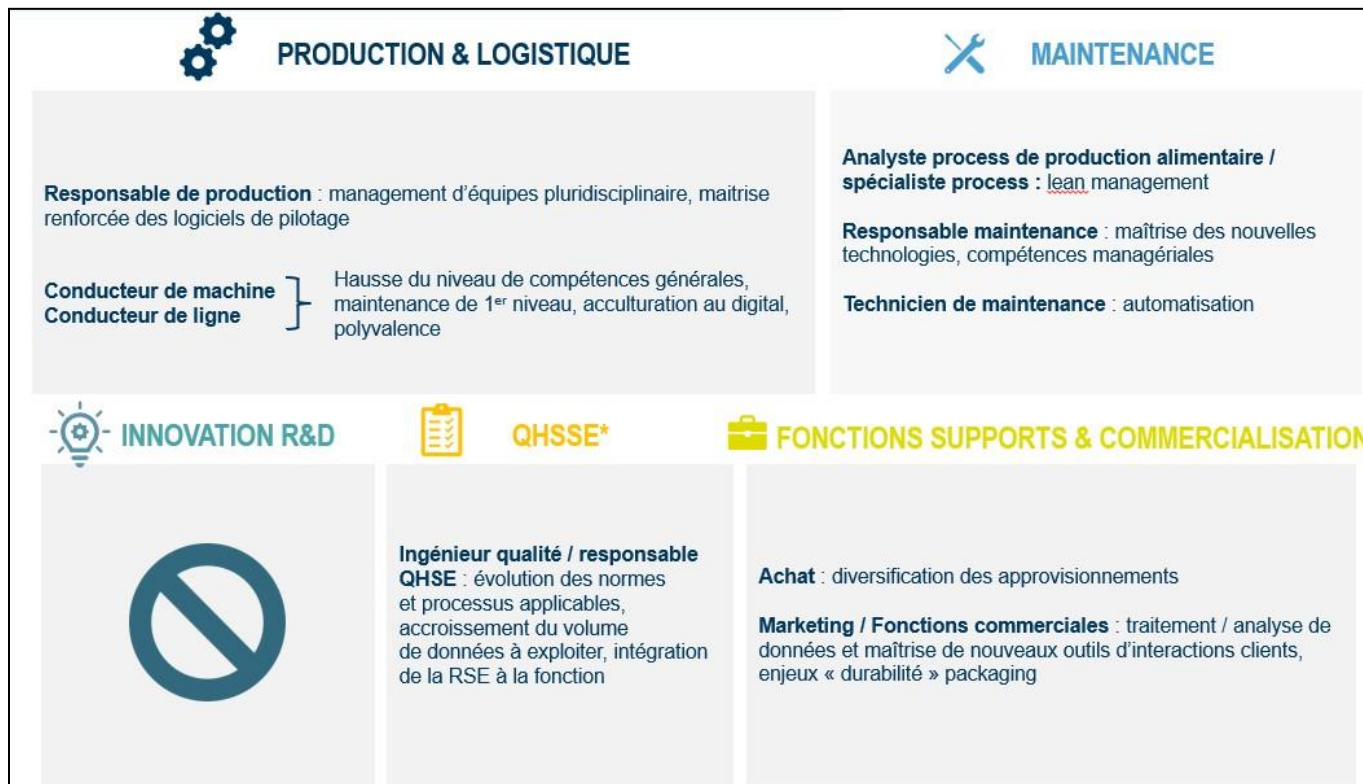 PRODUCTION & LOGISTIQUE
MAINTENANCE
Responsable de production : management d'équipes pluridisciplinaire, maitrise
renforcée des logiciels de pilotage
Conducteur de machine
Conducteur de ligne
Hausse du niveau de compétences générales,
maintenance de 1er niveau, acculturation au digital,
polyvalence
Analyste process de production alimentaire /
spécialiste process : lean management
Responsable maintenance : maîtrise des nouvelles
technologies, compétences managériales
Technicien de maintenance : automatisation
INNOVATION R&D
QHSSE*
FONCTIONS SUPPORTS & COMMERCIALISATION
Ingénieur qualité / responsable
QHSE : évolution des normes
et processus applicables,
accroissement du volume
de données à exploiter, intégration
de la RSE à la fonction
Achat : diversification des approvisionnements
Marketing / Fonctions commerciales : traitement / analyse de
données et maîtrise de nouveaux outils d'interactions clients,
enjeux « durabilité » packaging